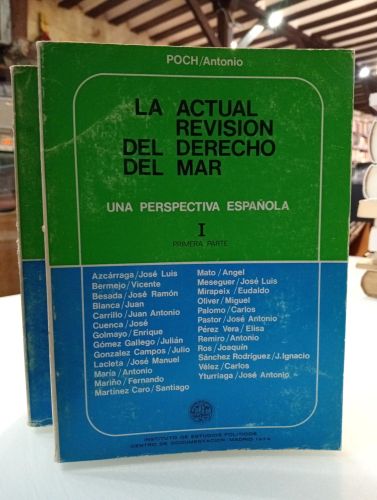 POCH/Antonio
LA ACTUAL
REVISION
DEL DERECHO
DEL MAR
UNA PERSPECTIVA ESPAÑOLA
I
PRIMERA PARTE
Azcárraga/José Luis
Bermejo/Vicente
Besada/José Ramón
Blanca/Juan
Carrillo/Juan Antonio
Cuenca/José
Golmayo/Enrique
Gómez Gallego/Julián
Gonzalez Campos/Julio
Lacleta/José Manuel
María/Antonio
Mariño/Fernando
Martínez Caro/Santiago
Mato/Angel
Meseguer/José Luis
Mirapeix/Eudaldo
Oliver/Miguel
Palomo/Carlos
Pastor/José Antonio
Pérez Vera/Elisa
Remiro/Antonio
Ros/Joaquín
Sánchez Rodríguez/J.Ignacio
Vélez/Carlos
Yturriaga/José Antonio
INSTITUTO DE ESTUDIOS POLITICOS
CENTRO DE DOCUMENTACION. MADRID 1974